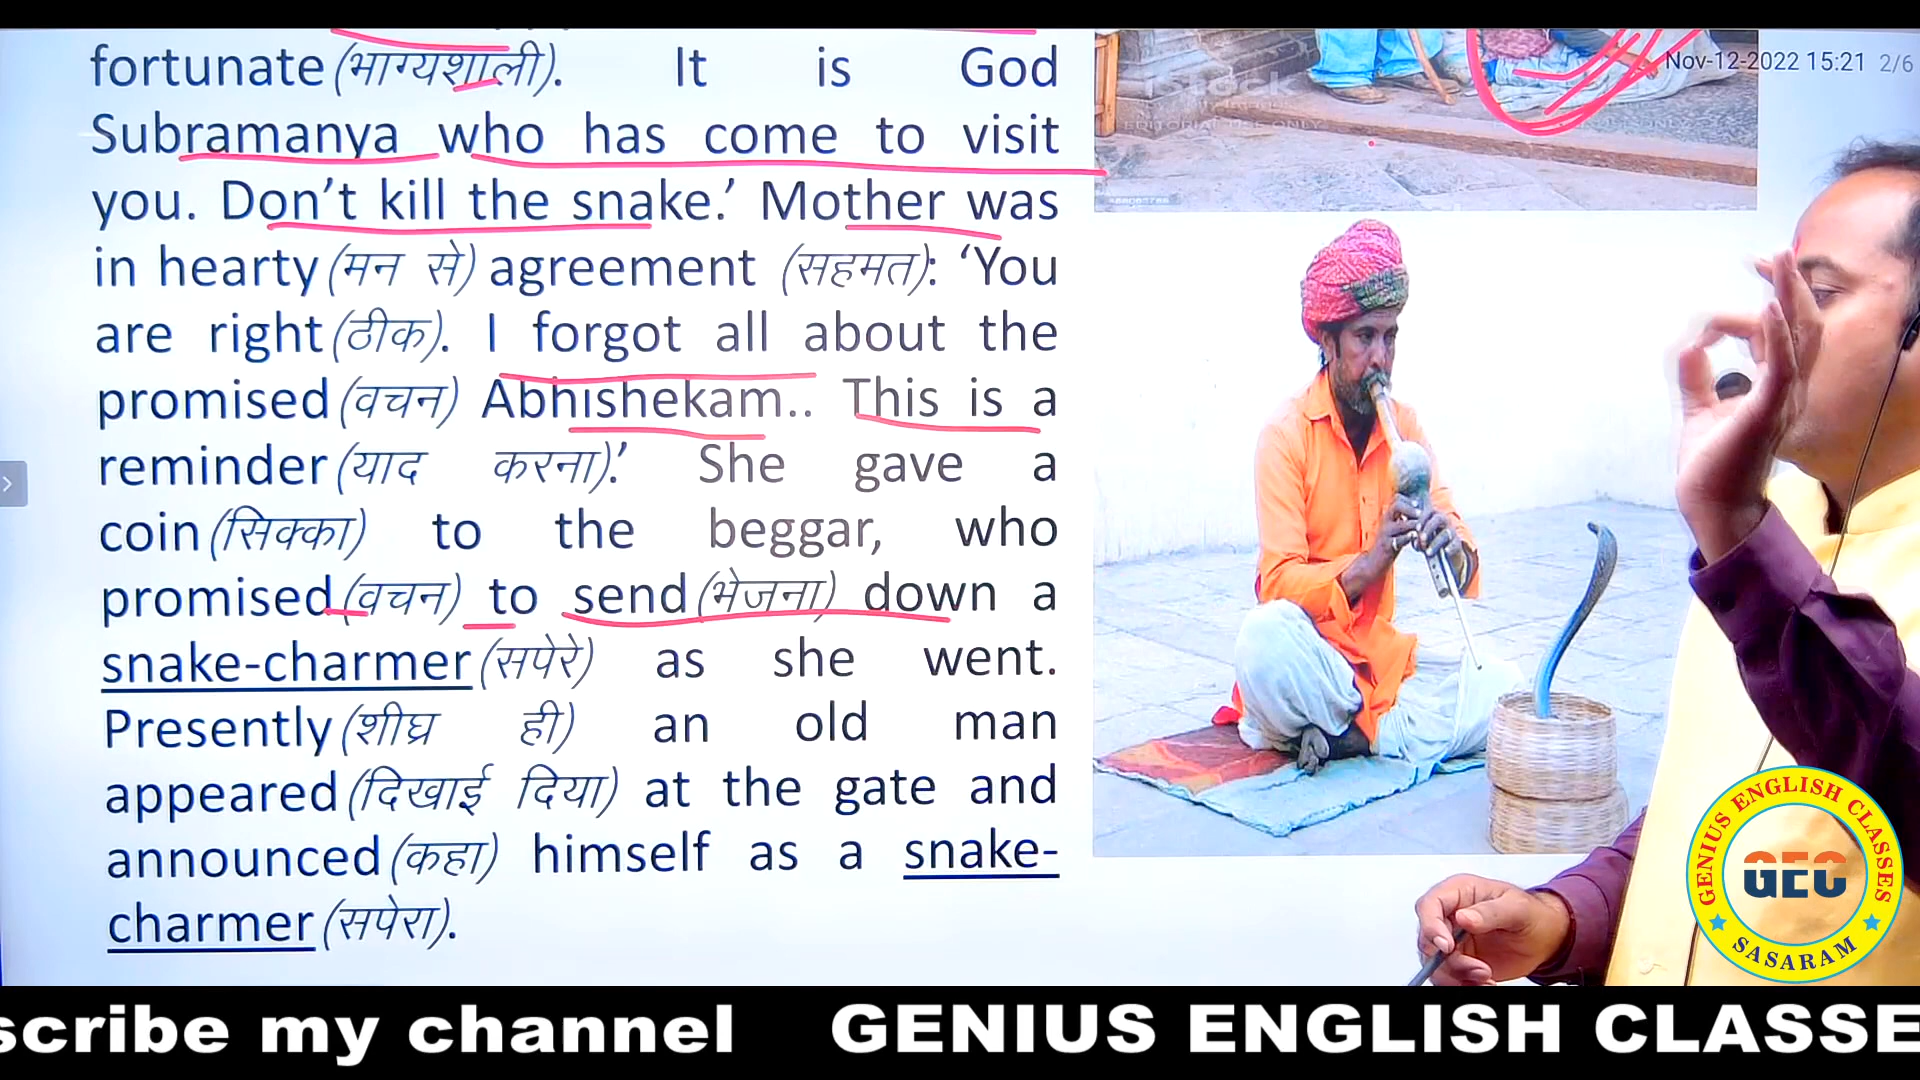 fortunate(भाग्यशाली). It is God
Subramanya who has come to visit
you. Don’t kill the snake.’ Mother was
in hearty(मन से) agreement (सहमत): ‘You
are right(ठीक). I forgot all about the
promised(वचन) Abhishekam.. This is a
reminder(याद करना).’ She gave a
coin(सिक्का) to the beggar, who
promised(वचन) to send(भेजना) down a
snake-charmer(सपेरे) as she went.
Presently(शीघ्र ही) an old man
appeared(दिखाई दिया) at the gate and
announced(कहा) himself as a snake-
charmer(सपेरा).
iStock
EDITORIAL USE ONLY
Nov-12-2022 15:21 2/6
GENIUS ENGLISH CLASSES
GEC
SASARAM
scribe my channel GENIUS ENGLISH CLASSE